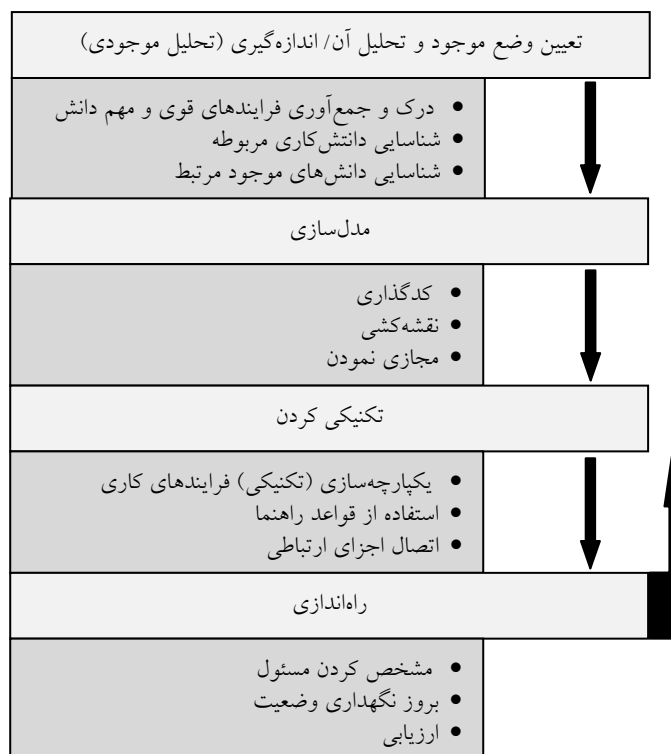 تعیین وضع موجود و تحلیل آن/ اندازه‌گیری (تحلیل موجودی)
• درک و جمع‌آوری فرایندهای قوی و مهم دانش
• شناسایی دانتش‌کاری مربوطه
• شناسایی دانش‌های موجود مرتبط
مدل‌سازی
• کدگذاری
• نقشه‌کشی
• مجازی نمودن
تکنیکی کردن
• یکپارچه‌سازی (تکنیکی) فرایندهای کاری
• استفاده از قواعد راهنما
• اتصال اجزای ارتباطی
راه‌اندازی
• مشخص کردن مسئول
• بروز نگهداری وضعیت
• ارزیابی